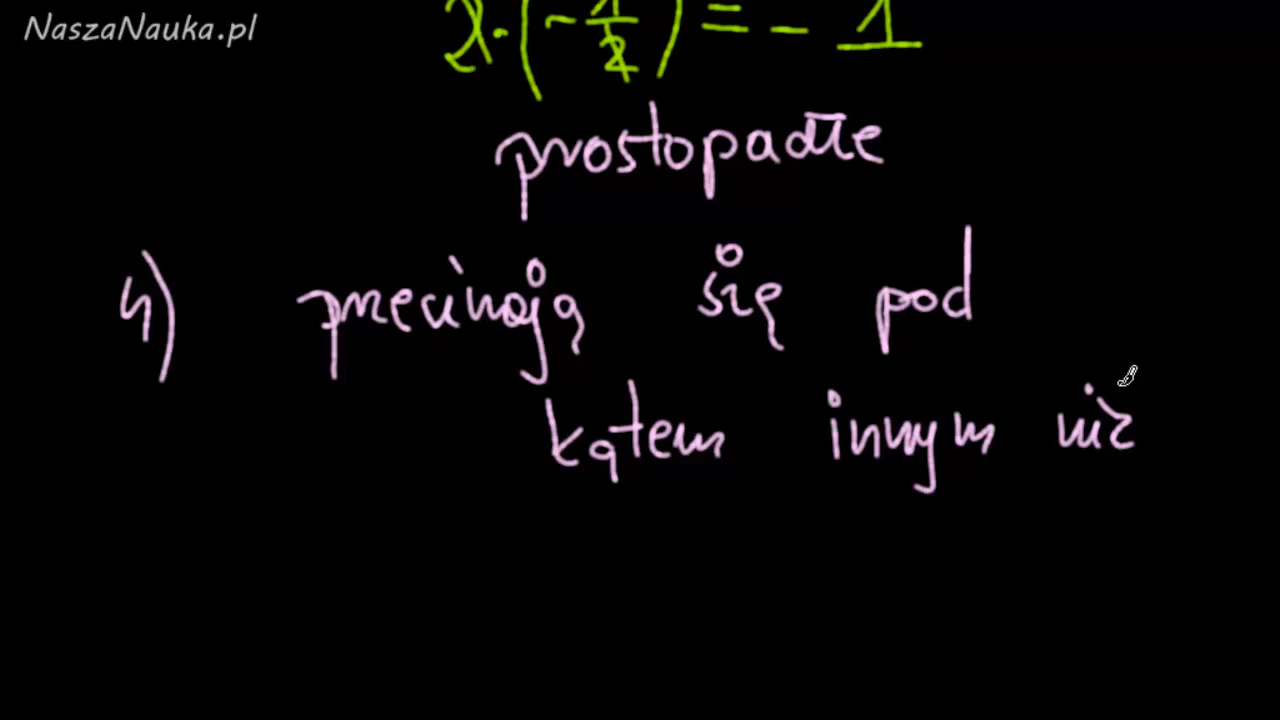 NaszaNauka.pl
2·(-1/2) = -1
prostopadłe
4) przecinają się pod
kątem innym niż